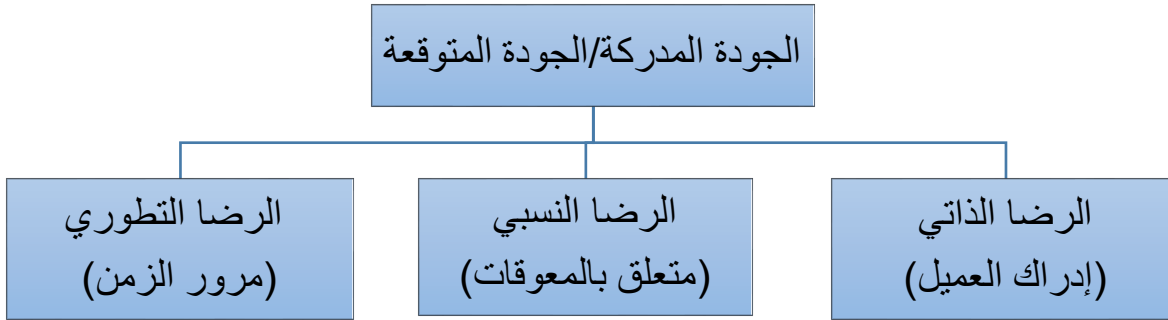 الجودة المدركة/الجودة المتوقعة
الرضا الذاتي
(إدراك العميل)
الرضا النسبي
(متعلق بالمعوقات)
الرضا التطوري
(مرور الزمن)